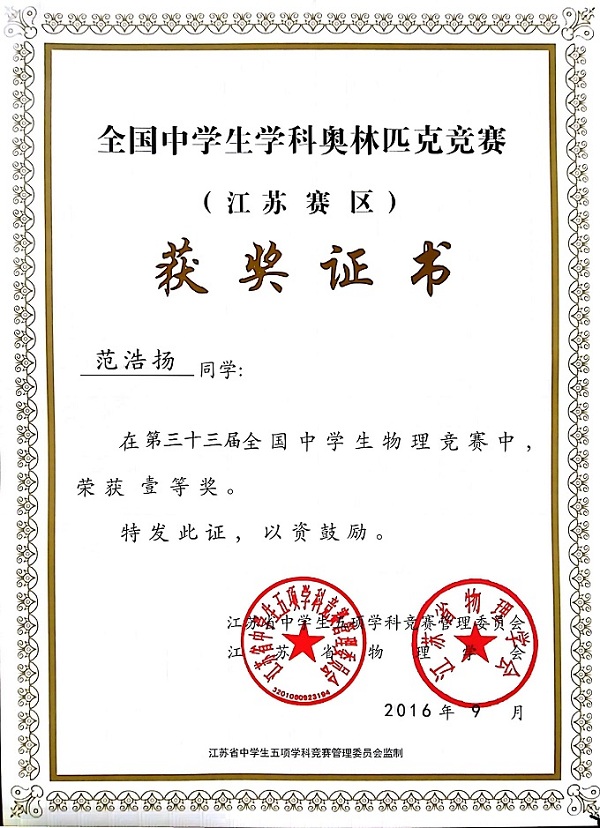 全国中学生学科奥林匹克竞赛
（江苏赛区）
获奖证书
范浩扬 同学:
在第三十三届全国中学生物理竞赛中，
荣获 壹等奖。
特发此证，以资鼓励。
江苏省中学生五项学科竞赛管理委员会
江苏省物理学会
江苏省中学生五项学科竞赛管理委员会
3201000923194
江苏省物理学会
2016年 9 月
江苏省中学生五项学科竞赛管理委员会监制